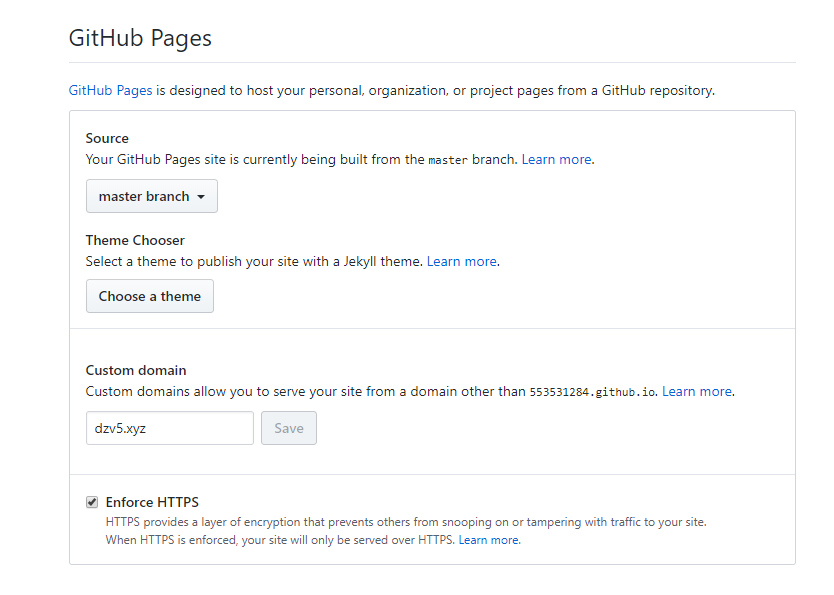 GitHub Pages
GitHub Pages is designed to host your personal, organization, or project pages from a GitHub repository.
Source
Your GitHub Pages site is currently being built from the master branch. Learn more.
master branch
Theme Chooser
Select a theme to publish your site with a Jekyll theme. Learn more.
Choose a theme
Custom domain
Custom domains allow you to serve your site from a domain other than 553531284.github.io. Learn more.
dzv5.xyz Save
Enforce HTTPS
HTTPS provides a layer of encryption that prevents others from snooping on or tampering with traffic to your site.
When HTTPS is enforced, your site will only be served over HTTPS. Learn more.